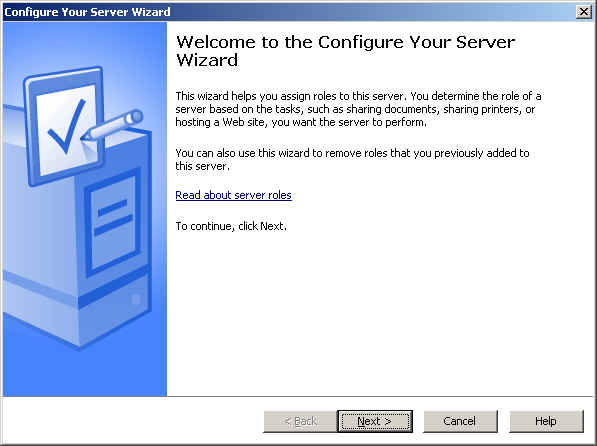 Configure Your Server Wizard
Welcome to the Configure Your Server
Wizard
This wizard helps you assign roles to this server. You determine the role of a
server based on the tasks, such as sharing documents, sharing printers, or
hosting a Web site, you want the server to perform.
You can also use this wizard to remove roles that you previously added to
this server.
Read about server roles
To continue, click Next.
< Back
Next >
Cancel
Help